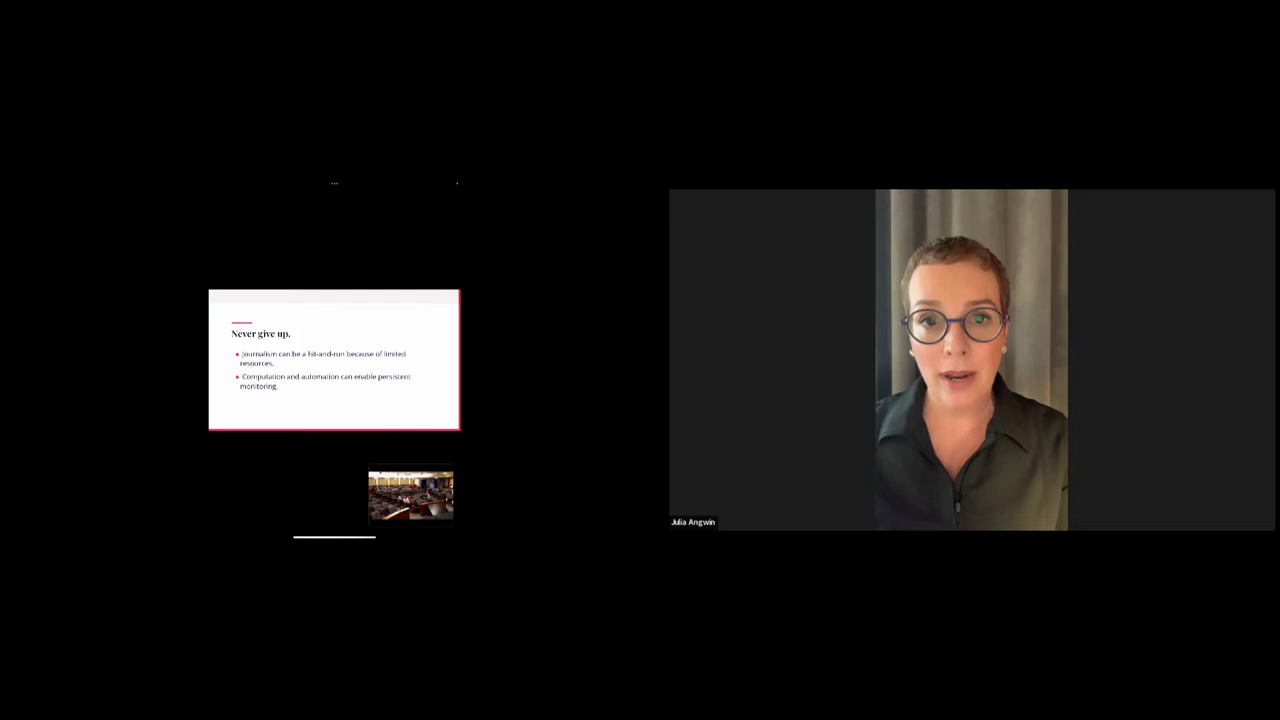 Never give up.
Journalism can be a hit-and-run because of limited
resources.
Computation and automation can enable persistent
monitoring.
Julia Angwin